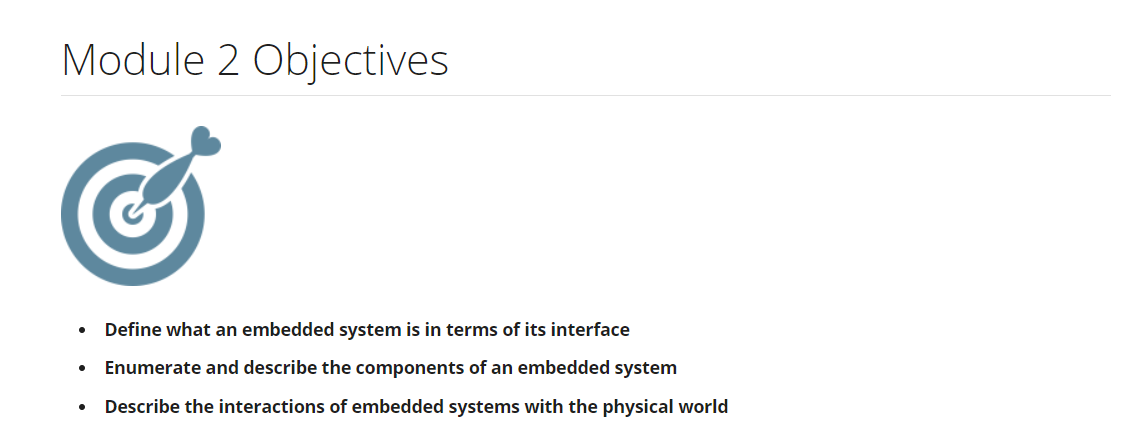 Module 2 Objectives
• Define what an embedded system is in terms of its interface
• Enumerate and describe the components of an embedded system
• Describe the interactions of embedded systems with the physical world